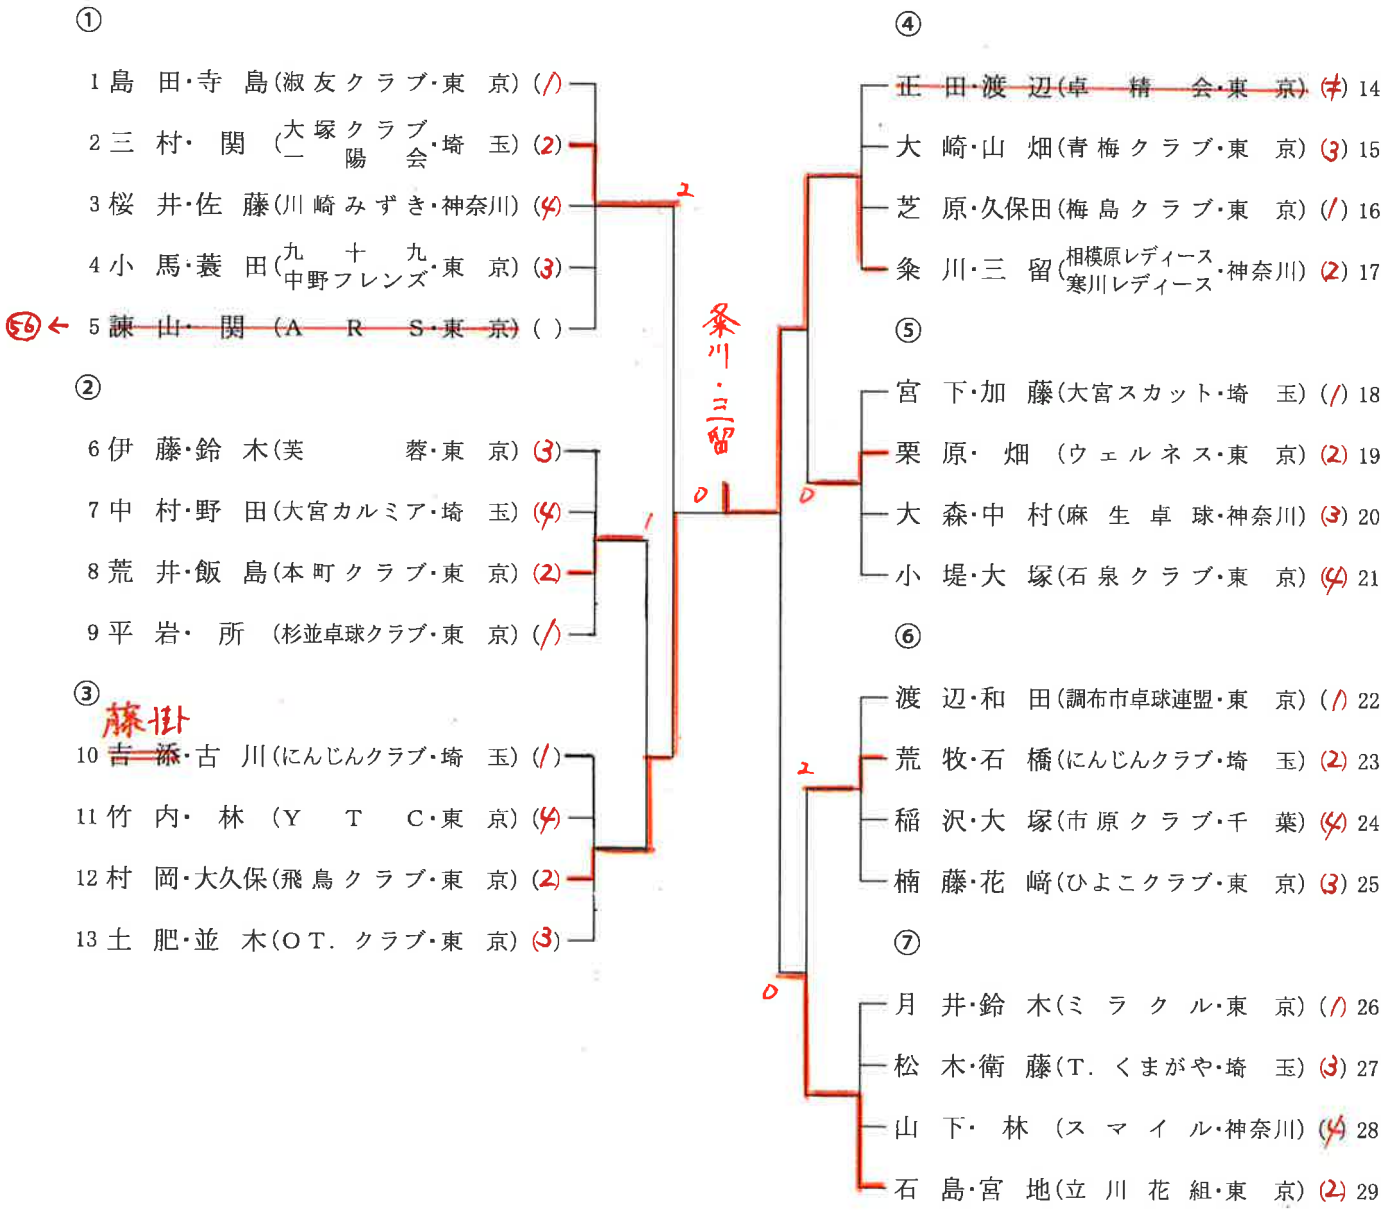 ①
1 島 田・寺 島(淑友クラブ・東 京) (1)
2 三 村・ 関 (大塚クラブ 一陽会・埼 玉) (2)
3 桜 井・佐 藤(川崎みずき・神奈川) (4)
4 小 馬・蓑 田(九十九 中野フレンズ・東 京) (3)
56 ← 5 諫 山・ 関 (A R S・東 京) ( )
②
6 伊 藤・鈴 木(芙 蓉・東 京) (3)
7 中 村・野 田(大宮カルミア・埼 玉) (4)
8 荒 井・飯 島(本町クラブ・東 京) (2)
9 平 岩・ 所 (杉並卓球クラブ・東 京) (1)
③
藤掛
10 吉 添・古 川(にんじんクラブ・埼 玉) (1)
11 竹 内・ 林 (Y T C・東 京) (4)
12 村 岡・大久保(飛鳥クラブ・東 京) (2)
13 土 肥・並 木(OT. クラブ・東 京) (3)
2
1
0
粂川・三留
0
2
0
④
正 田・渡 辺(卓 精 会・東 京) 14
大 崎・山 畑(青梅クラブ・東 京) (3) 15
芝 原・久保田(梅島クラブ・東 京) (1) 16
粂 川・三 留(相模原レディース 寒川レディース・神奈川) (2) 17
⑤
宮 下・加 藤(大宮スカット・埼 玉) (1) 18
栗 原・ 畑 (ウェルネス・東 京) (2) 19
大 森・中 村(麻生卓球・神奈川) (3) 20
小 堤・大 塚(石泉クラブ・東 京) (4) 21
⑥
渡 辺・和 田(調布市卓球連盟・東 京) (1) 22
荒 牧・石 橋(にんじんクラブ・埼 玉) (2) 23
稲 沢・大 塚(市原クラブ・千 葉) (4) 24
楠 藤・花 﨑(ひよこクラブ・東 京) (3) 25
⑦
月 井・鈴 木(ミラクル・東 京) (1) 26
松 木・衛 藤(T. くまがや・埼 玉) (3) 27
山 下・ 林 (スマイル・神奈川) (4) 28
石 島・宮 地(立川花組・東 京) (2) 29